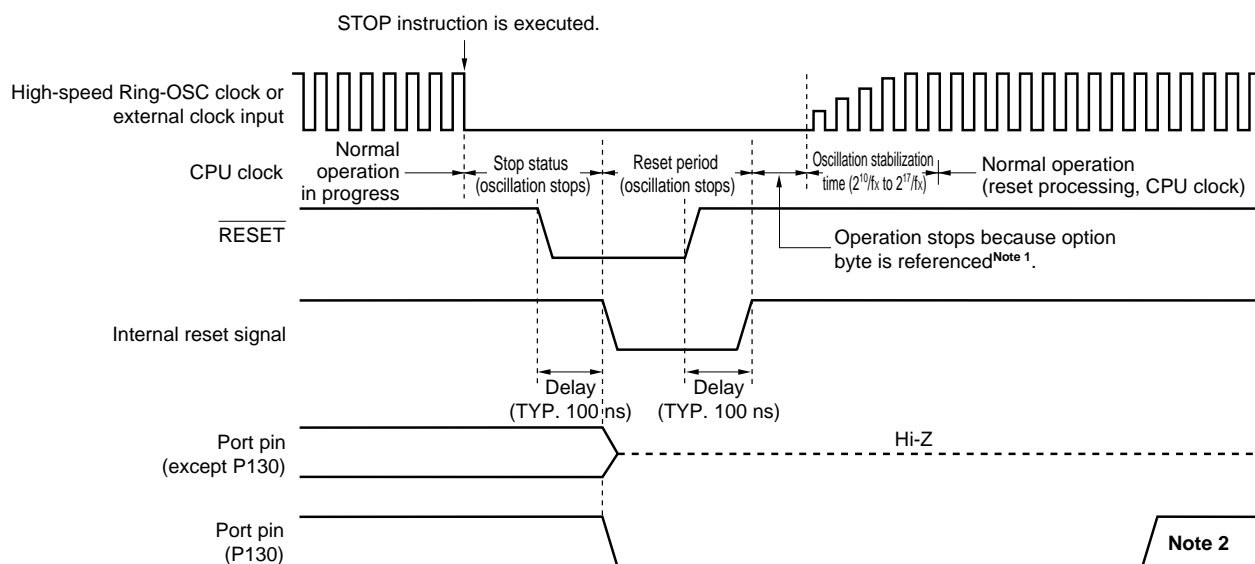 STOP instruction is executed.
High-speed Ring-OSC clock or
external clock input
CPU clock
Normal
operation
in progress
Stop status
(oscillation stops)
Reset period
(oscillation stops)
Oscillation stabilization
time (2¹⁰/fx to 2¹⁷/fx)
Normal operation
(reset processing, CPU clock)
RESET
Operation stops because option
byte is referencedNote 1.
Internal reset signal
Delay
(TYP. 100 ns)
Delay
(TYP. 100 ns)
Port pin
(except P130)
Hi-Z
Port pin
(P130)
Note 2